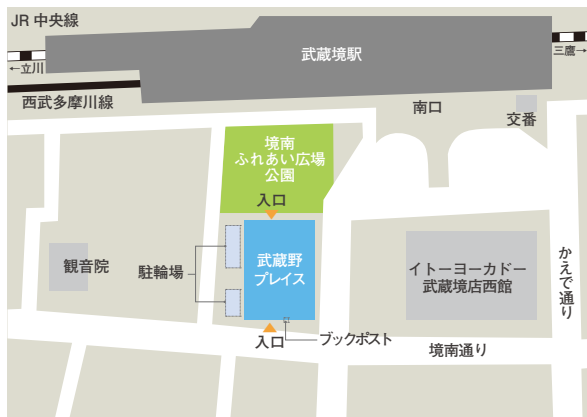 JR 中央線
武蔵境駅
←立川
三鷹→
西武多摩川線
南口
交番
境南
ふれあい広場
公園
入口
観音院
駐輪場
武蔵野
プレイス
イトーヨーカドー
武蔵境店西館
かえで通り
入口
ブックポスト
境南通り